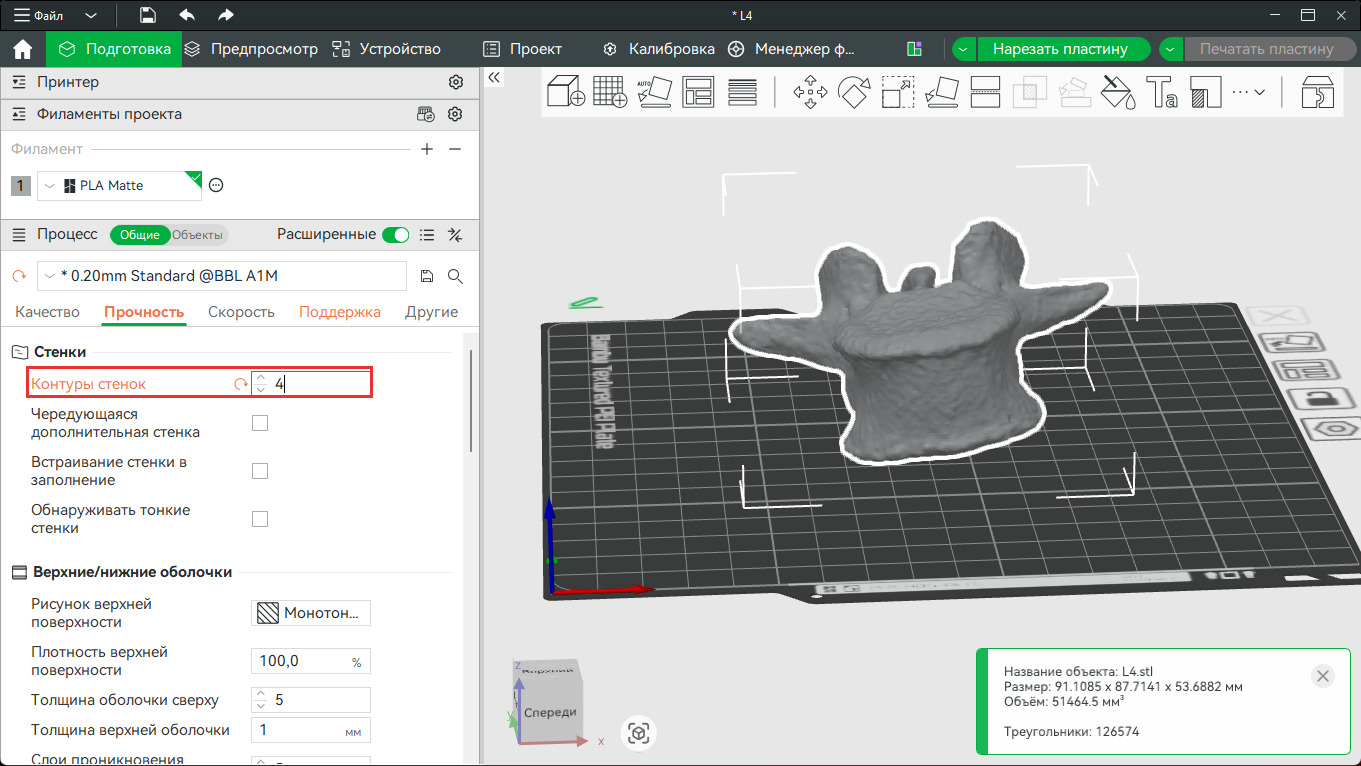 Файл
* L4
Подготовка
Предпросмотр
Устройство
Проект
Калибровка
Менеджер ф...
Нарезать пластину
Печатать пластину
Принтер
Филаменты проекта
Филамент
1
PLA Matte
Процесс
Общие
Объекты
Расширенные
* 0.20mm Standard @BBL A1M
Качество
Прочность
Скорость
Поддержка
Другие
Стенки
Контуры стенок
4
Чередующаяся
дополнительная стенка
Встраивание стенки в
заполнение
Обнаруживать тонкие
стенки
Верхние/нижние оболочки
Рисунок верхней
поверхности
Монотон...
Плотность верхней
поверхности
100,0
%
Толщина оболочки сверху
5
Толщина верхней оболочки
1
мм
Слои проникновения
AUTO
Bambu Textured PEI Plate
Верхний
Спереди
Z
Y
X
Название объекта: L4.stl
Размер: 91.1085 x 87.7141 x 53.6882 мм
Объём: 51464.5 мм³
Треугольники: 126574